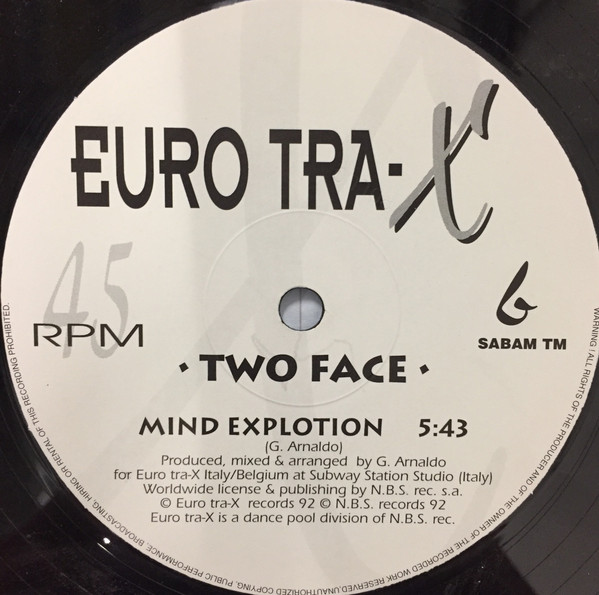 EURO TRA-X
45
RPM
6
SABAM TM
• TWO FACE •
MIND EXPLOTION 5:43
(G. Arnaldo)
Produced, mixed & arranged by G. Arnaldo
for Euro tra-X Italy/Belgium at Subway Station Studio (Italy)
Worldwide license & publishing by N.B.S. rec. s.a.
© Euro tra-X records 92 © N.B.S. records 92
Euro tra-X is a dance pool division of N.B.S. rec.
WARNING ! ALL RIGHTS OF THE PRODUCER AND OF THE OWNER OF THE RECORDED WORK RESERVED. UNAUTHORIZED COPYING, PUBLIC PERFORMANCE, BROADCASTING, HIRING OR RENTAL OF THIS RECORDING PROHIBITED.